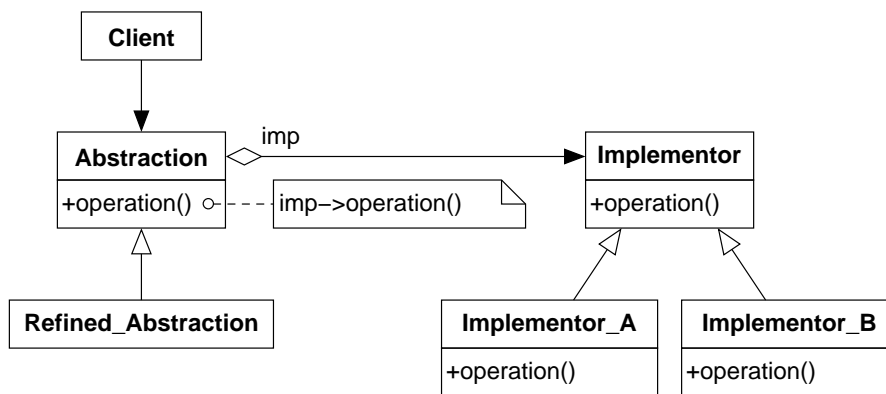 Client
imp
Abstraction
Implementor
+operation()
imp−>operation()
+operation()
Refined_Abstraction
Implementor_A
Implementor_B
+operation()
+operation()